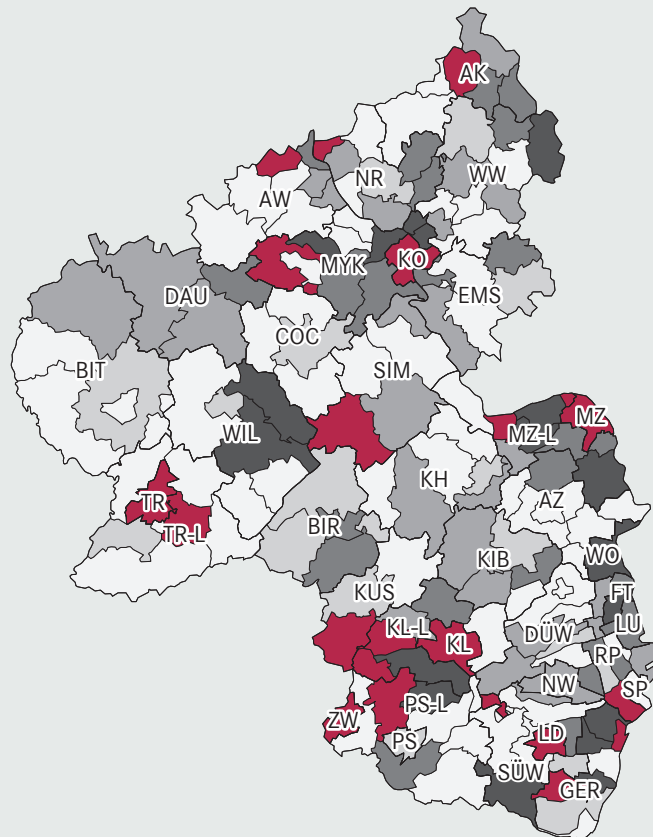 AK
NR
WW
AW
MYK
KO
DAU
EMS
COC
BIT
SIM
WIL
MZ
MZ-L
KH
AZ
TR
TR-L
BIR
KIB
WO
KUS
FT
KL-L
KL
DÜW
LU
RP
NW
SP
ZW
PS-L
PS
LD
SÜW
GER